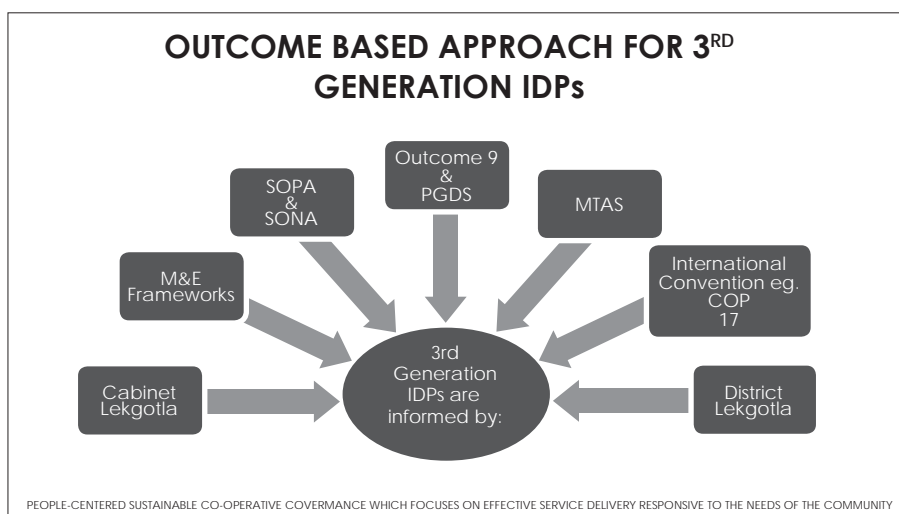 OUTCOME BASED APPROACH FOR 3RD
GENERATION IDPs
Outcome 9
&
PGDS
SOPA
&
SONA
MTAS
M&E
Frameworks
International
Convention eg.
COP
17
Cabinet
Lekgotla
3rd
Generation
IDPs are
informed by:
District
Lekgotla
PEOPLE-CENTERED SUSTAINABLE CO-OPERATIVE COVERMANCE WHICH FOCUSES ON EFFECTIVE SERVICE DELIVERY RESPONSIVE TO THE NEEDS OF THE COMMUNITY